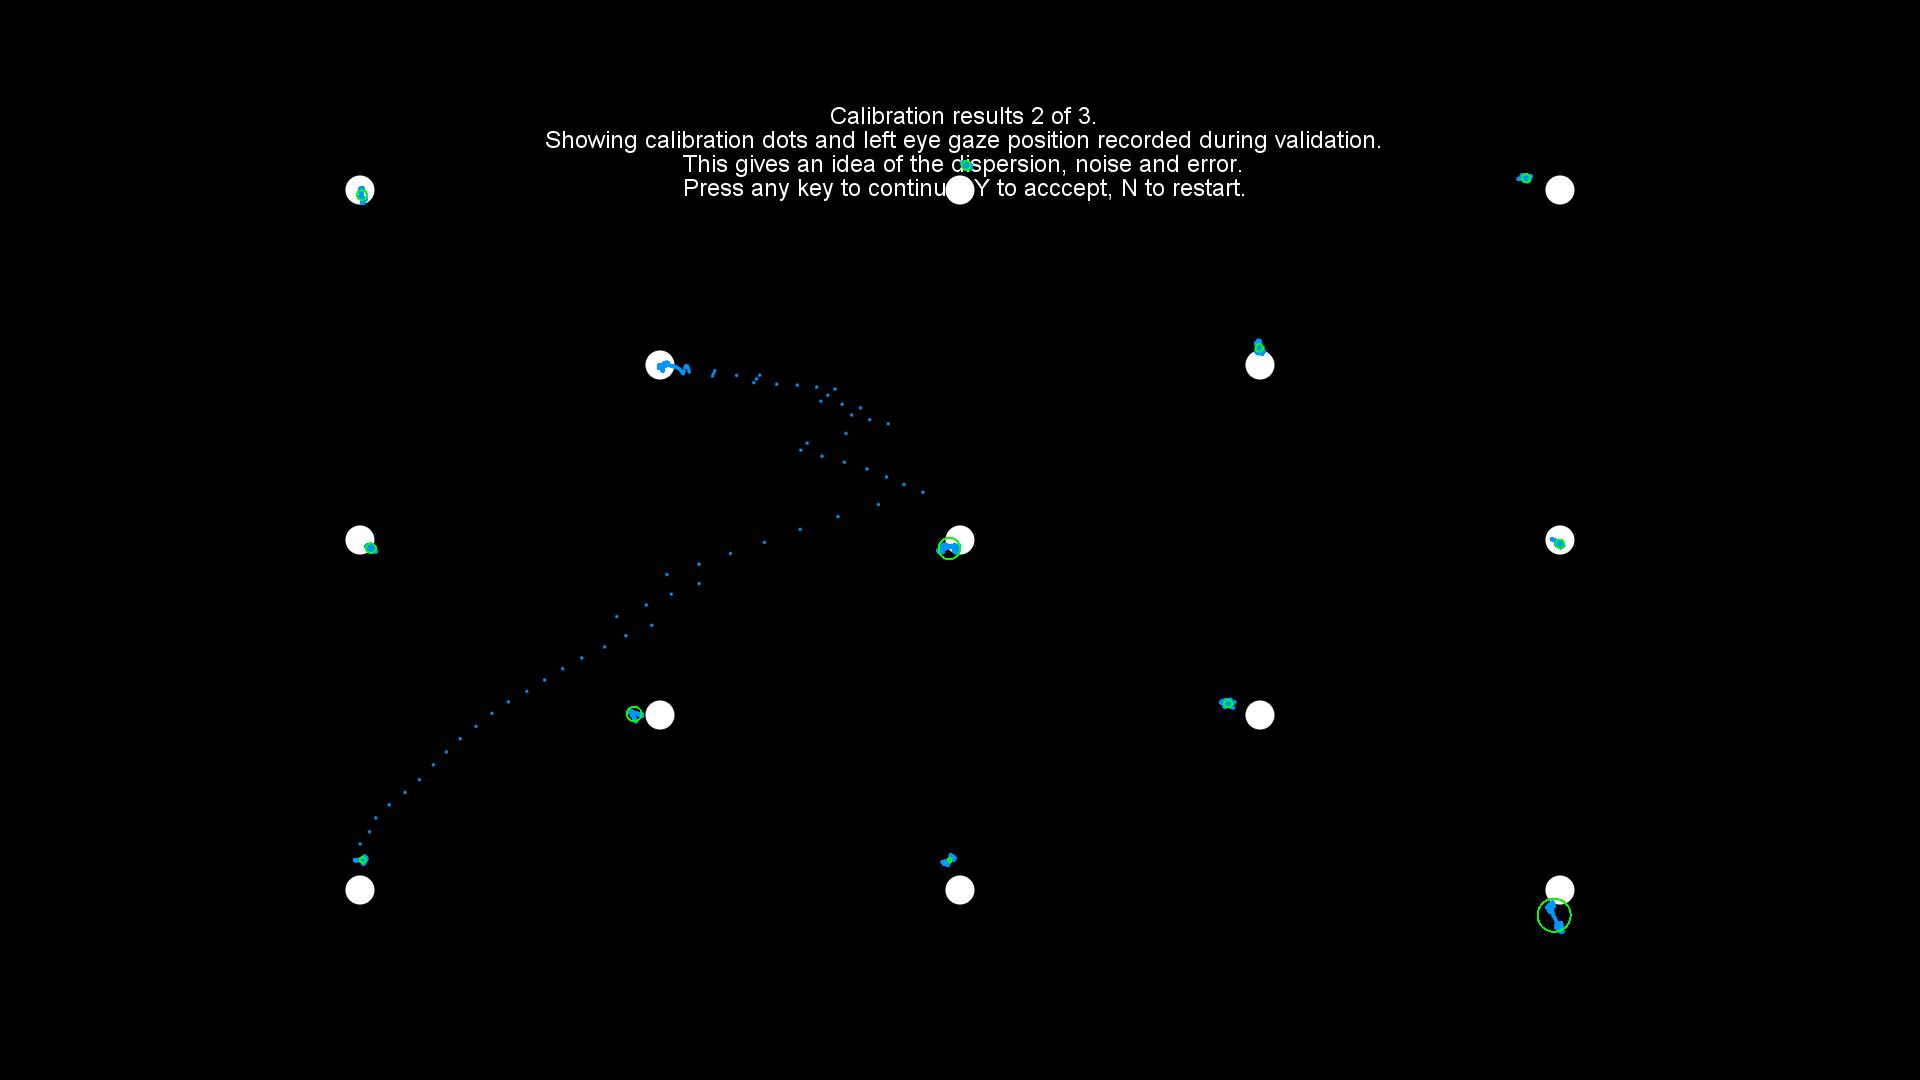 Calibration results 2 of 3.
Showing calibration dots and left eye gaze position recorded during validation.
This gives an idea of the dispersion, noise and error.
Press any key to continu Y to acccept, N to restart.